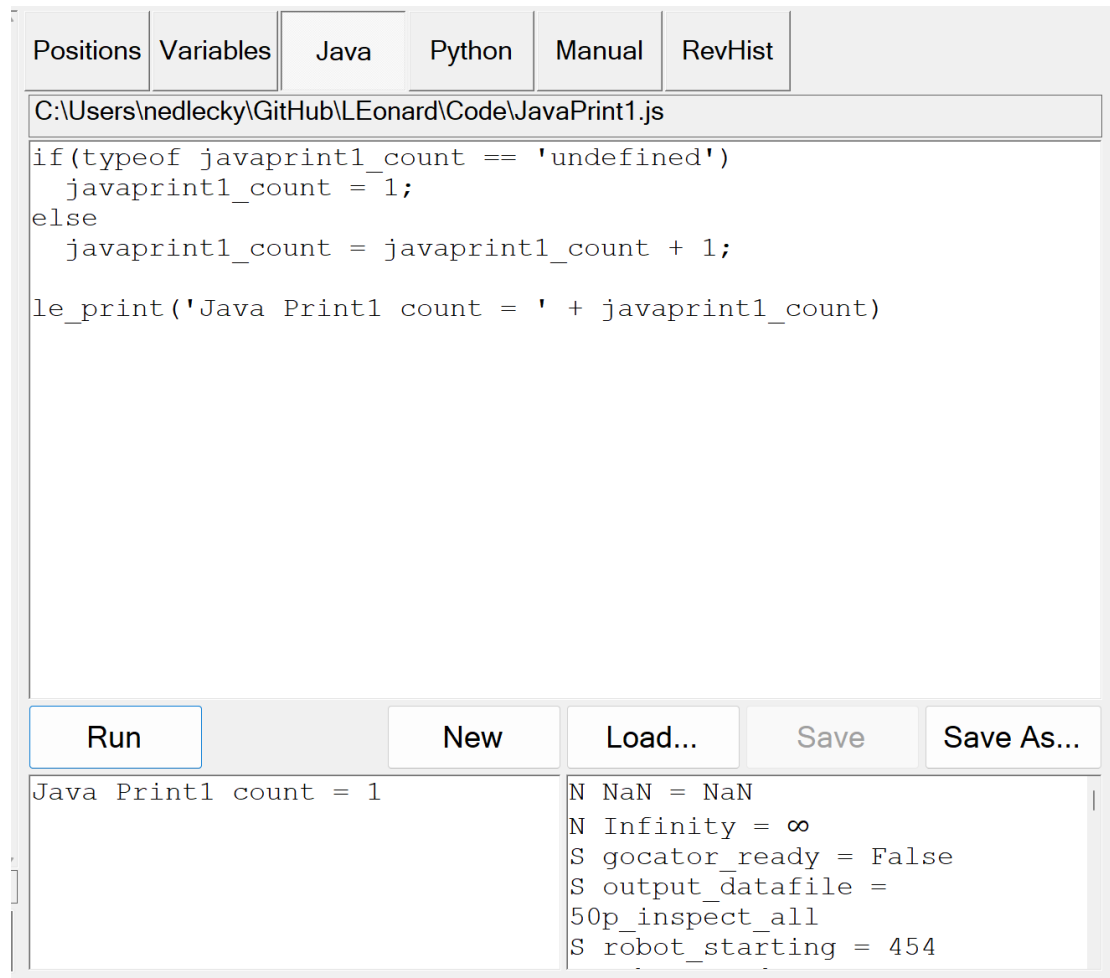 Positions Variables Java Python Manual RevHist
C:\Users\nedlecky\GitHub\LEonard\Code\JavaPrint1.js
if(typeof javaprint1_count == 'undefined')
  javaprint1_count = 1;
else
  javaprint1_count = javaprint1_count + 1;
le_print('Java Print1 count = ' + javaprint1_count)
Run New Load... Save Save As...
Java Print1 count = 1
N NaN = NaN
N Infinity = ∞
S gocator_ready = False
S output_datafile =
50p_inspect_all
S robot_starting = 454